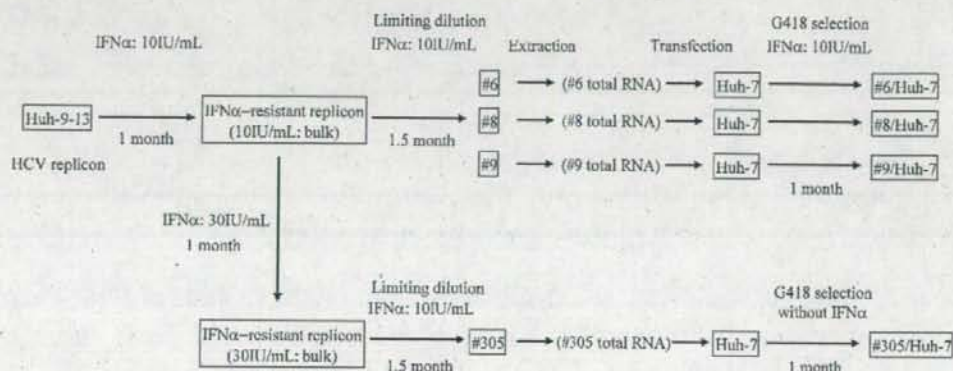 IFNα: 10IU/mL
Limiting dilution
IFNα: 10IU/mL
Extraction
Transfection
G418 selection
IFNα: 10IU/mL
Huh-9-13
HCV replicon
1 month
IFNα-resistant replicon
(10IU/mL: bulk)
1.5 month
#6
(#6 total RNA)
Huh-7
#6/Huh-7
#8
(#8 total RNA)
Huh-7
#8/Huh-7
#9
(#9 total RNA)
Huh-7
1 month
#9/Huh-7
IFNα: 30IU/mL
1 month
IFNα-resistant replicon
(30IU/mL: bulk)
Limiting dilution
IFNα: 10IU/mL
1.5 month
#305
(#305 total RNA)
Huh-7
G418 selection
without IFNα
1 month
#305/Huh-7